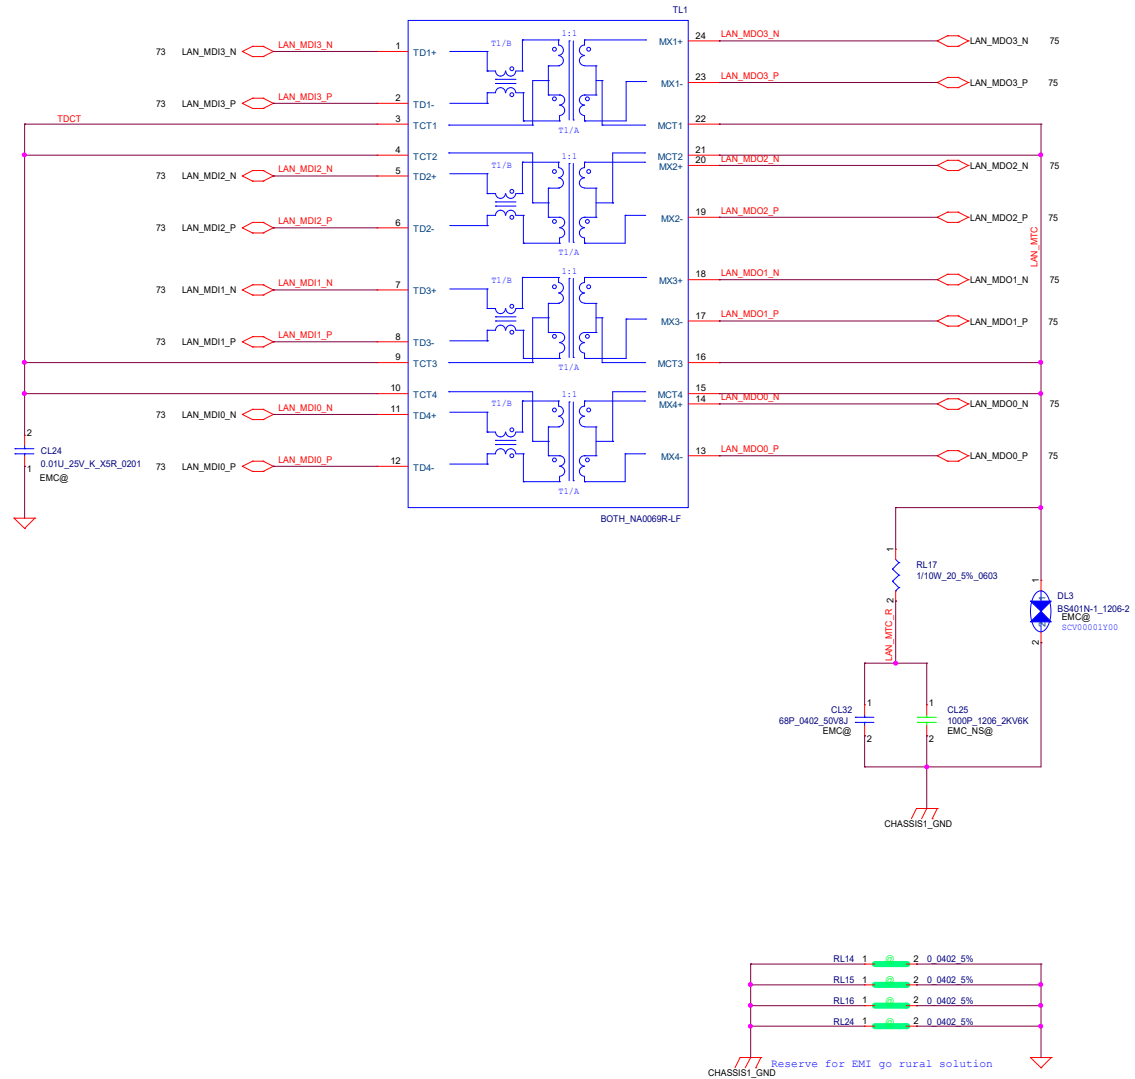 TL1
73 LAN_MDI3_N LAN_MDI3_N 1 TD1+ T1/B 1:1 MX1+ 24 LAN_MDO3_N LAN_MDO3_N 75
MX1- 23 LAN_MDO3_P LAN_MDO3_P 75
73 LAN_MDI3_P LAN_MDI3_P 2 TD1-
TDCT 3 TCT1 T1/A MCT1 22
4 TCT2 T1/B 1:1 MCT2 21
MX2+ 20 LAN_MDO2_N LAN_MDO2_N 75
73 LAN_MDI2_N LAN_MDI2_N 5 TD2+
MX2- 19 LAN_MDO2_P LAN_MDO2_P 75
73 LAN_MDI2_P LAN_MDI2_P 6 TD2-
T1/A
LAN_MTC
T1/B 1:1 MX3+ 18 LAN_MDO1_N LAN_MDO1_N 75
73 LAN_MDI1_N LAN_MDI1_N 7 TD3+
MX3- 17 LAN_MDO1_P LAN_MDO1_P 75
73 LAN_MDI1_P LAN_MDI1_P 8 TD3-
9 TCT3 T1/A MCT3 16
10 TCT4 T1/B 1:1 MCT4 15
MX4+ 14 LAN_MDO0_N LAN_MDO0_N 75
73 LAN_MDI0_N LAN_MDI0_N 11 TD4+
MX4- 13 LAN_MDO0_P LAN_MDO0_P 75
73 LAN_MDI0_P LAN_MDI0_P 12 TD4-
T1/A
2
CL24
0.01U_25V_K_X5R_0201
1
EMC@
BOTH_NA0069R-LF
1
RL17
1/10W_20_5%_0603
2
LAN_MTC_R
1
DL3
BS401N-1_1206-2
EMC@
SCV00001Y00
2
1
CL32
68P_0402_50V8J
EMC@
2
1
CL25
1000P_1206_2KV6K
EMC_NS@
2
CHASSIS1_GND
RL14 1 @ 2 0_0402_5%
RL15 1 @ 2 0_0402_5%
RL16 1 @ 2 0_0402_5%
RL24 1 @ 2 0_0402_5%
CHASSIS1_GND
Reserve for EMI go rural solution